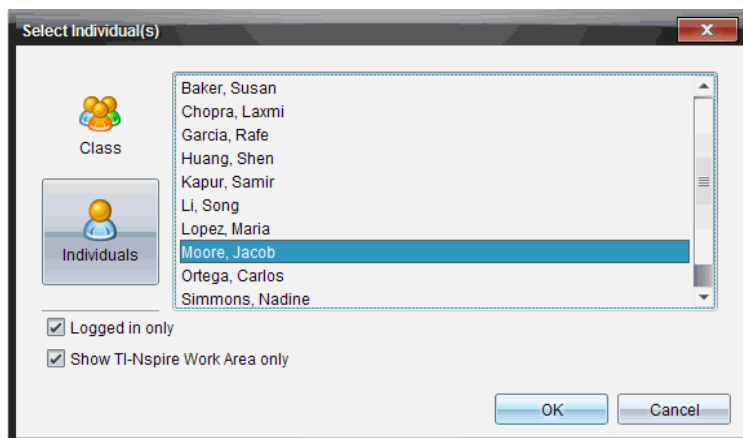 Select Individual(s)
Class
Individuals
Baker, Susan
Chopra, Laxmi
Garcia, Rafe
Huang, Shen
Kapur, Samir
Li, Song
Lopez, Maria
Moore, Jacob
Ortega, Carlos
Simmons, Nadine
Logged in only
Show TI-Nspire Work Area only
OK
Cancel